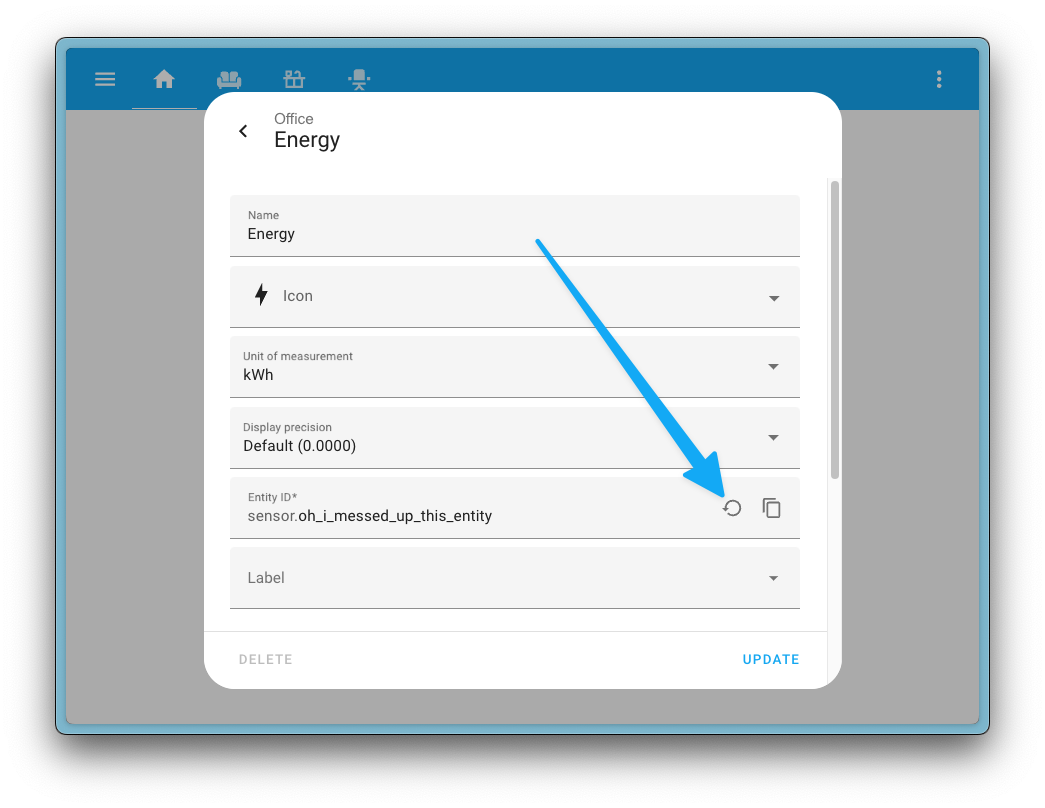 Office
Energy
Name
Energy
Icon
Unit of measurement
kWh
Display precision
Default (0.0000)
Entity ID*
sensor.oh_i_messed_up_this_entity
Label
DELETE
UPDATE